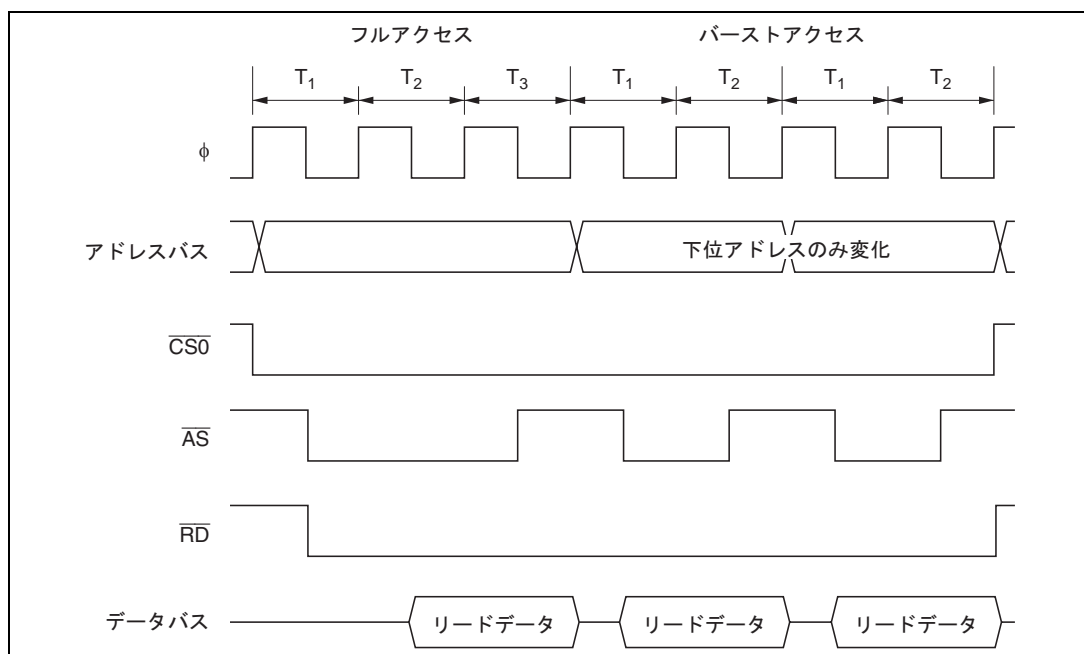 フルアクセス バーストアクセス
T1 T2 T3 T1 T2 T1 T2
φ
アドレスバス 下位アドレスのみ変化
C̅S̅0̅
A̅S̅
R̅D̅
データバス リードデータ リードデータ リードデータ